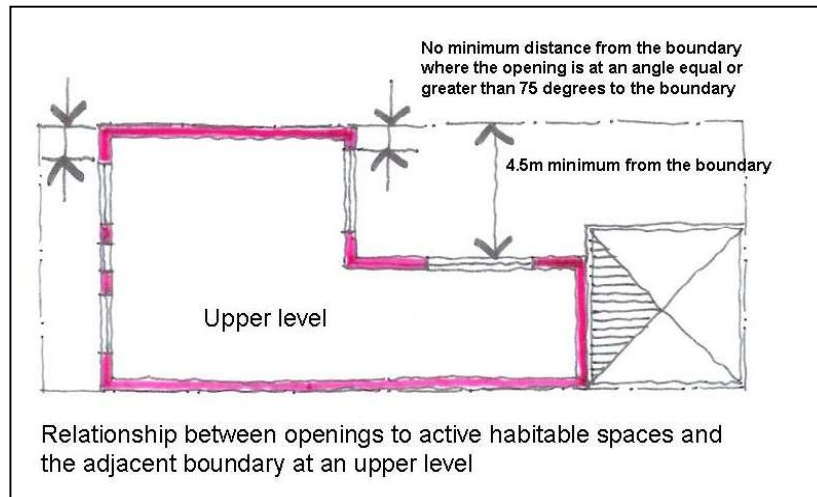 No minimum distance from the boundary
where the opening is at an angle equal or
greater than 75 degrees to the boundary
4.5m minimum from the boundary
Upper level
Relationship between openings to active habitable spaces and
the adjacent boundary at an upper level